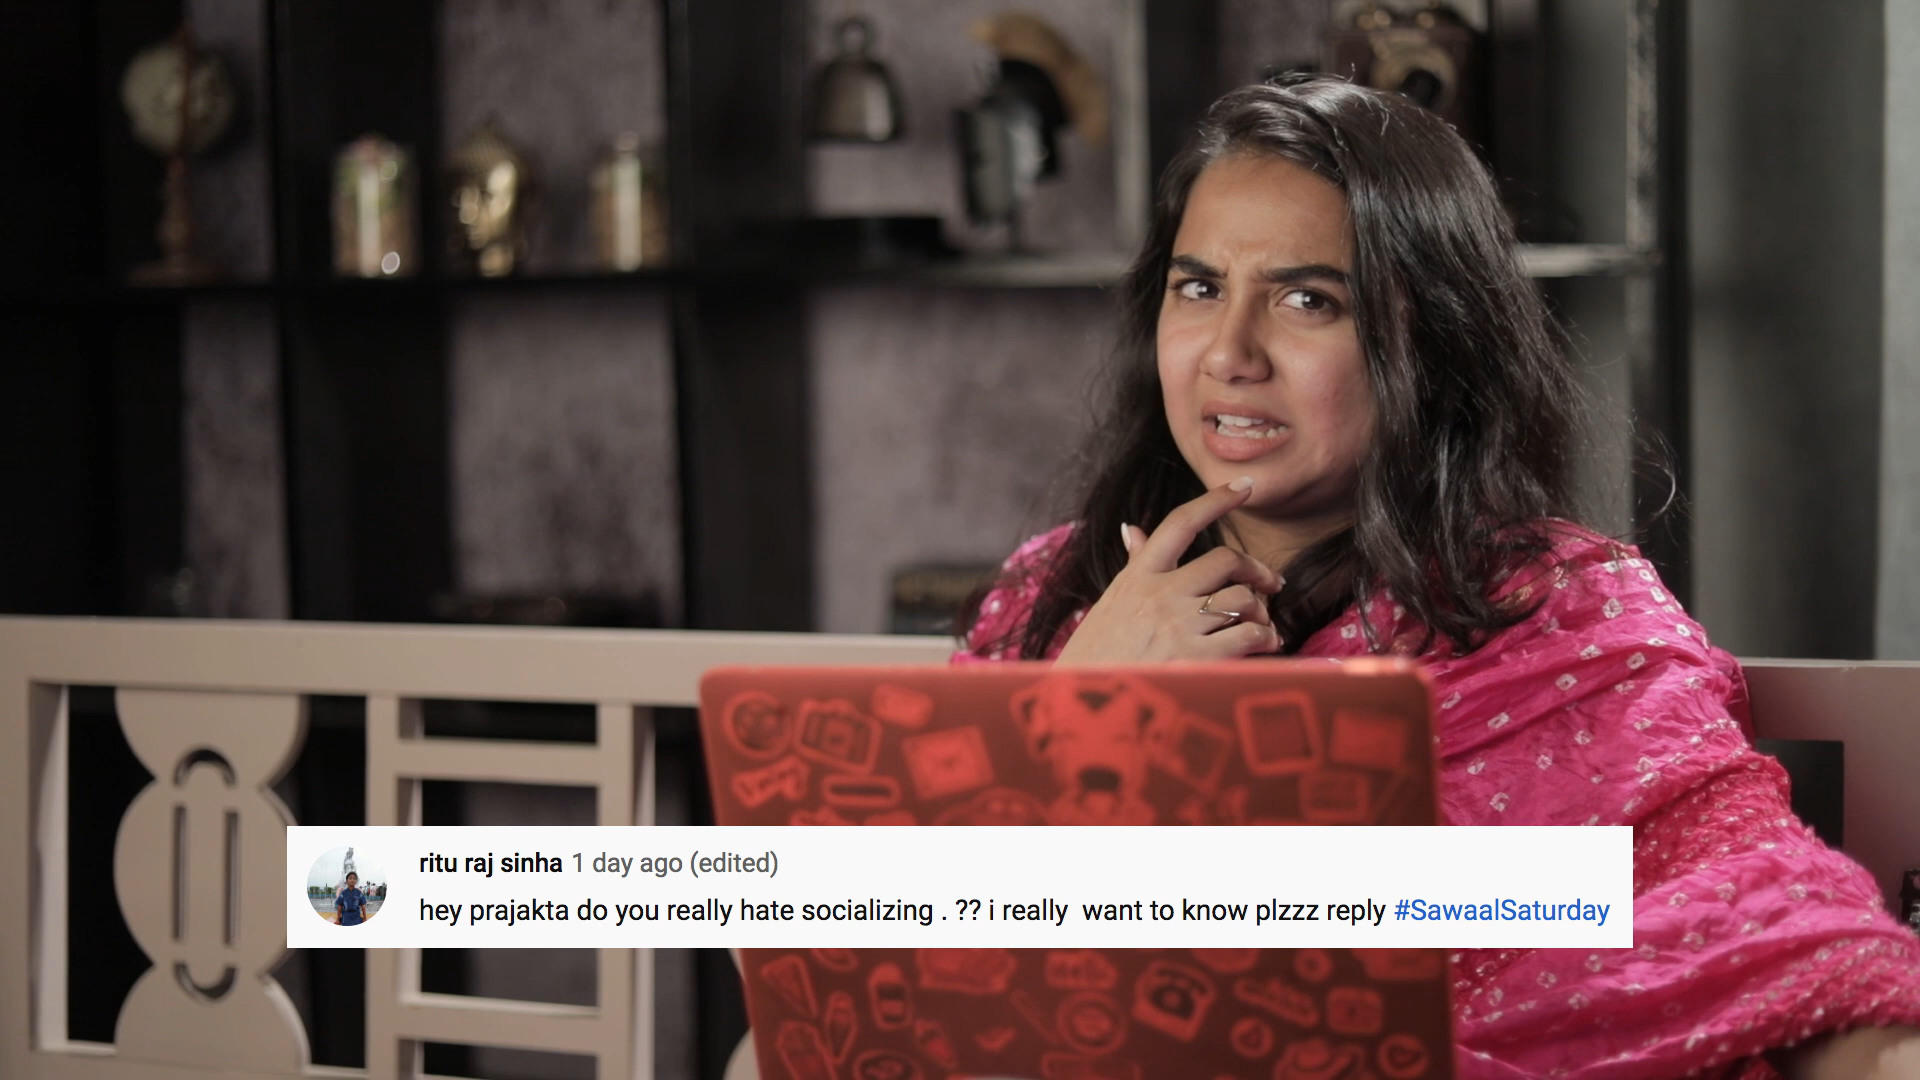 ritu raj sinha 1 day ago (edited)
hey prajakta do you really hate socializing . ?? i really  want to know plzzz reply #SawaalSaturday